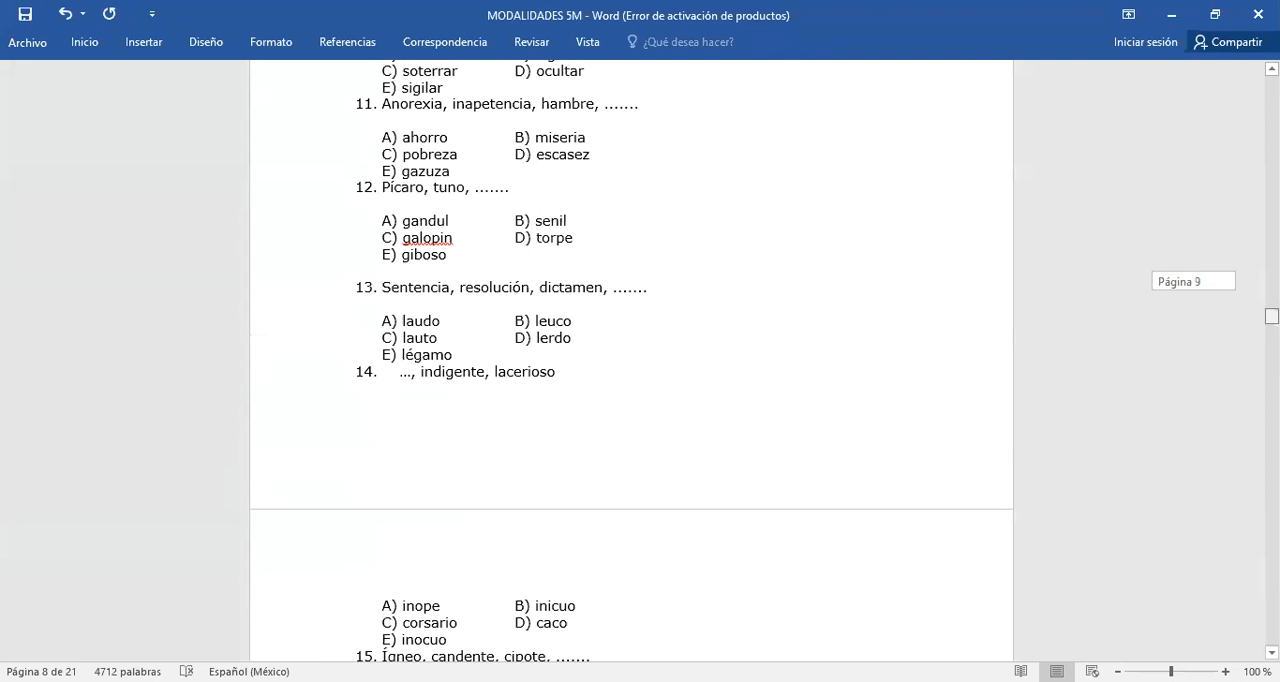 MODALIDADES 5M - Word (Error de activación de productos)
Archivo Inicio Insertar Diseño Formato Referencias Correspondencia Revisar Vista ¿Qué desea hacer? Iniciar sesión Compartir
C) soterrar D) ocultar
E) sigilar
11. Anorexia, inapetencia, hambre, .......
A) ahorro B) miseria
C) pobreza D) escasez
E) gazuza
12. Pícaro, tuno, .......
A) gandul B) senil
C) galopin D) torpe
E) giboso
Página 9
13. Sentencia, resolución, dictamen, .......
A) laudo B) leuco
C) lauto D) lerdo
E) légamo
14. ..., indigente, lacerioso
A) inope B) inicuo
C) corsario D) caco
E) inocuo
15. Ígneo, candente, cipote, .......
Página 8 de 21 4712 palabras Español (México) 100 %